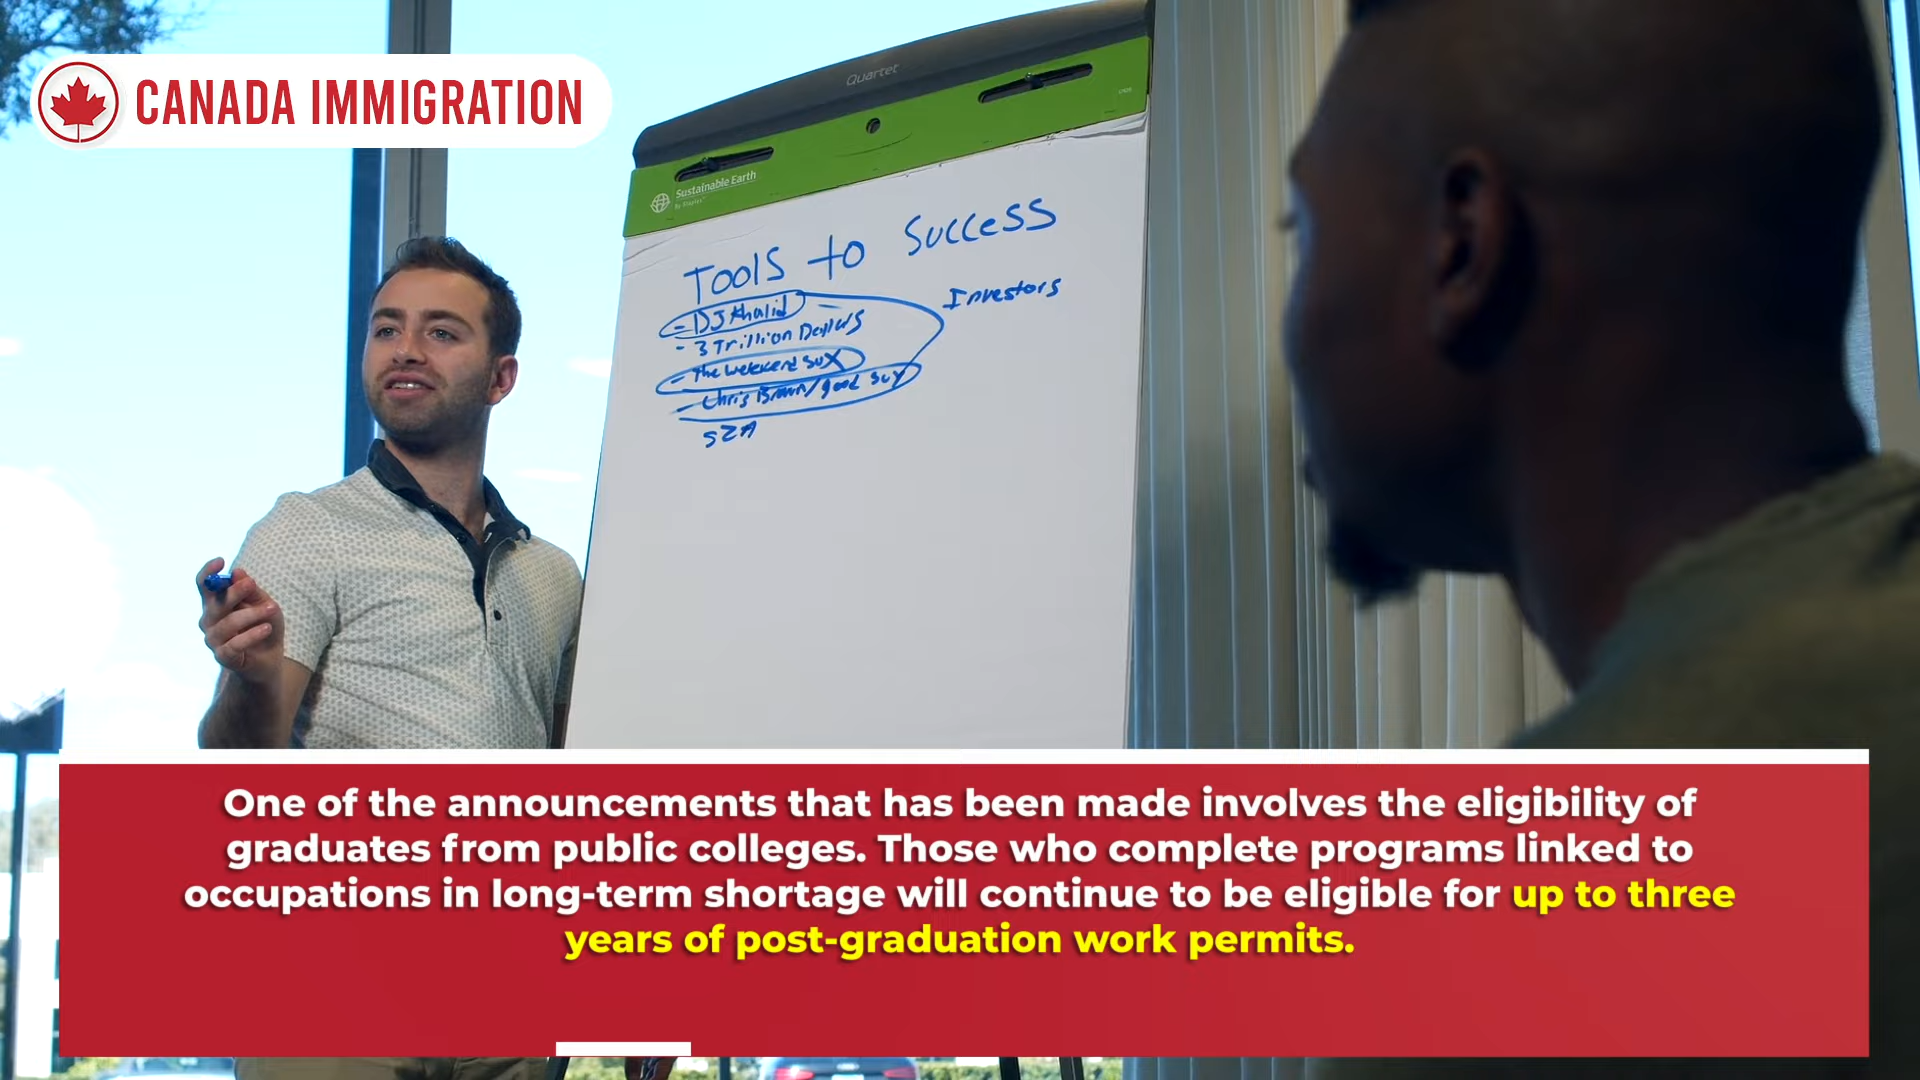 CANADA IMMIGRATION
Quartet
Sustainable Earth
By Staples
Tools to Success
Investors
- DJ Khalid
- 3 Trillion Dollars
- The Weekend sux
- Chris Brown/good guy
SZA
One of the announcements that has been made involves the eligibility of
graduates from public colleges. Those who complete programs linked to
occupations in long-term shortage will continue to be eligible for up to three
years of post-graduation work permits.